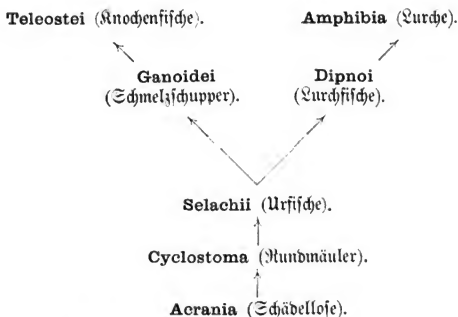 Teleostei (Knochenfische). Amphibia (Lurche).
Ganoidei Dipnoi
(Schmelzschupper). (Lurchfische).
Selachii (Urfische).
Cyclostoma (Rundmäuler).
Acrania (Schädellose).